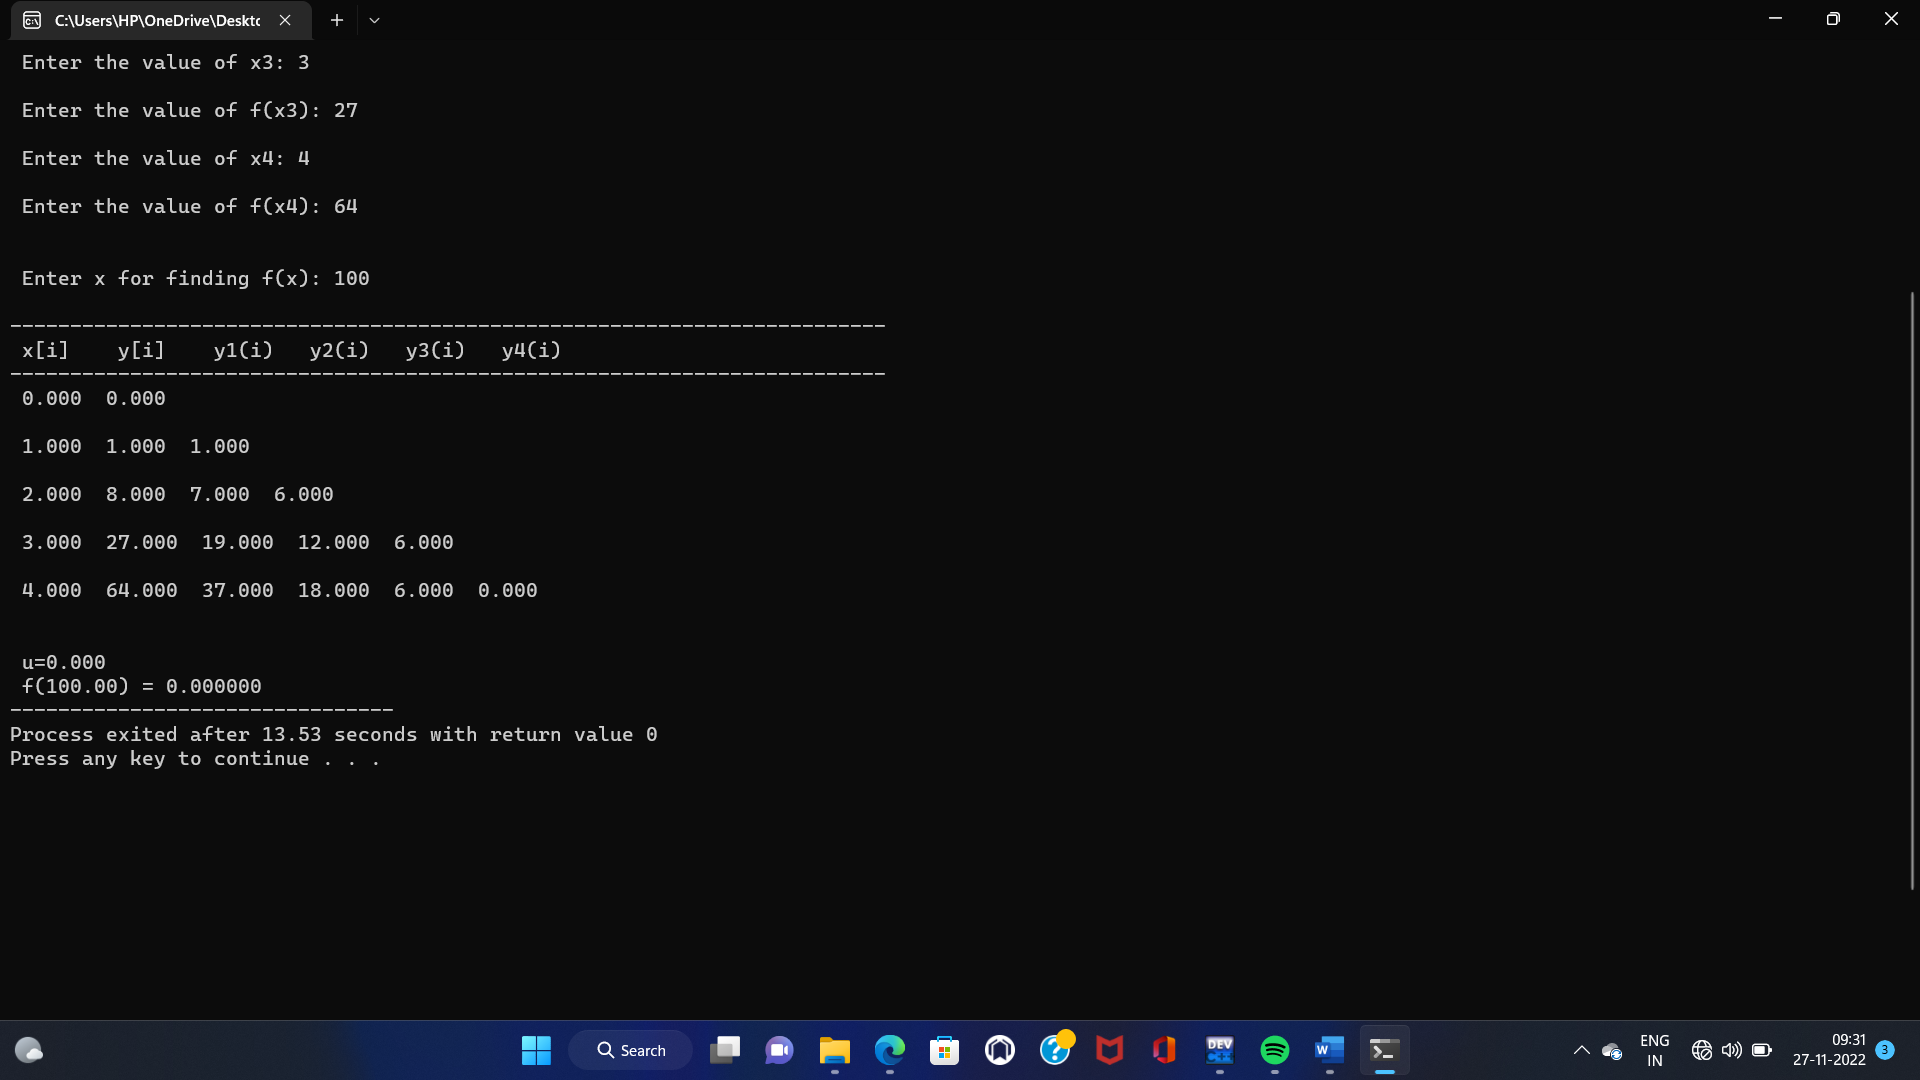 C:\Users\HP\OneDrive\Deskto
Enter the value of x3: 3
Enter the value of f(x3): 27
Enter the value of x4: 4
Enter the value of f(x4): 64
Enter x for finding f(x): 100
-------------------------------------------------------------------------
x[i]    y[i]    y1(i)   y2(i)   y3(i)   y4(i)
-------------------------------------------------------------------------
0.000  0.000
1.000  1.000  1.000
2.000  8.000  7.000  6.000
3.000  27.000  19.000  12.000  6.000
4.000  64.000  37.000  18.000  6.000  0.000
u=0.000
f(100.00) = 0.000000
--------------------------------
Process exited after 13.53 seconds with return value 0
Press any key to continue . . .
Search
DEV
C++
W
ENG
IN
09:31
27-11-2022
3